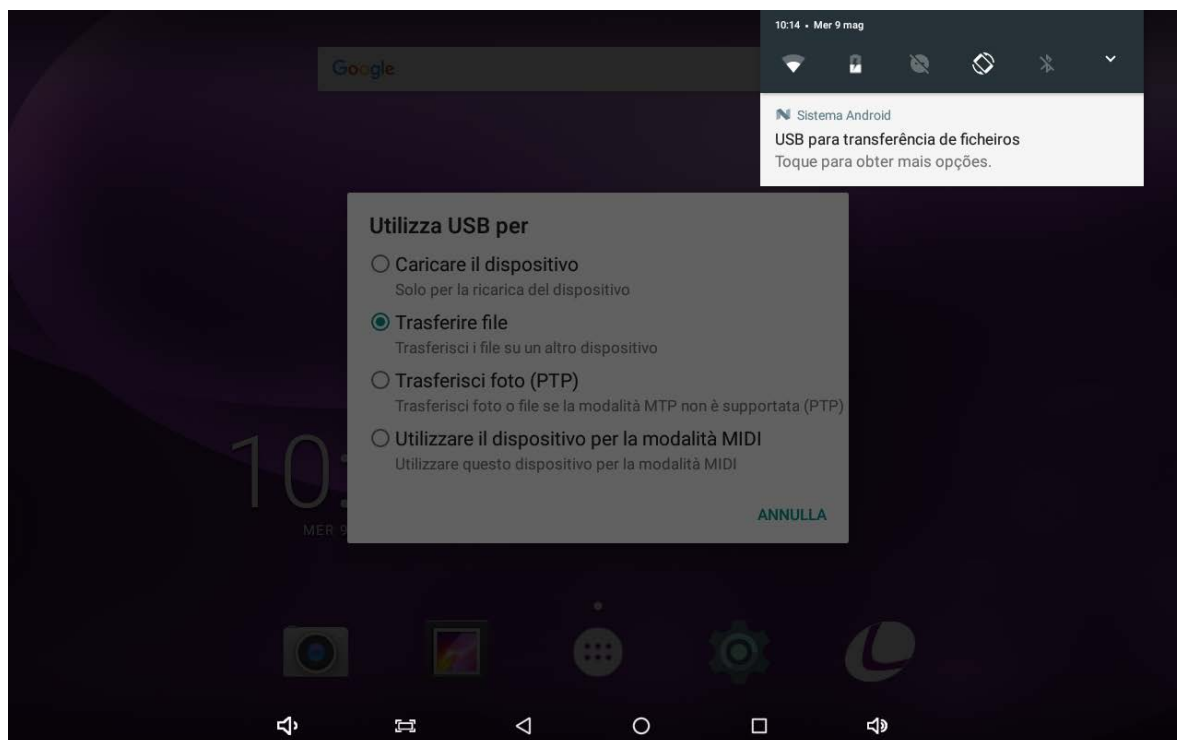 10:14 • Mer 9 mag
Google
Sistema Android
USB para transferência de ficheiros
Toque para obter mais opções.
Utilizza USB per
Caricare il dispositivo
Solo per la ricarica del dispositivo
Trasferire file
Trasferisci i file su un altro dispositivo
Trasferisci foto (PTP)
Trasferisci foto o file se la modalità MTP non è supportata (PTP)
Utilizzare il dispositivo per la modalità MIDI
Utilizzare questo dispositivo per la modalità MIDI
10:
MER 9
ANNULLA